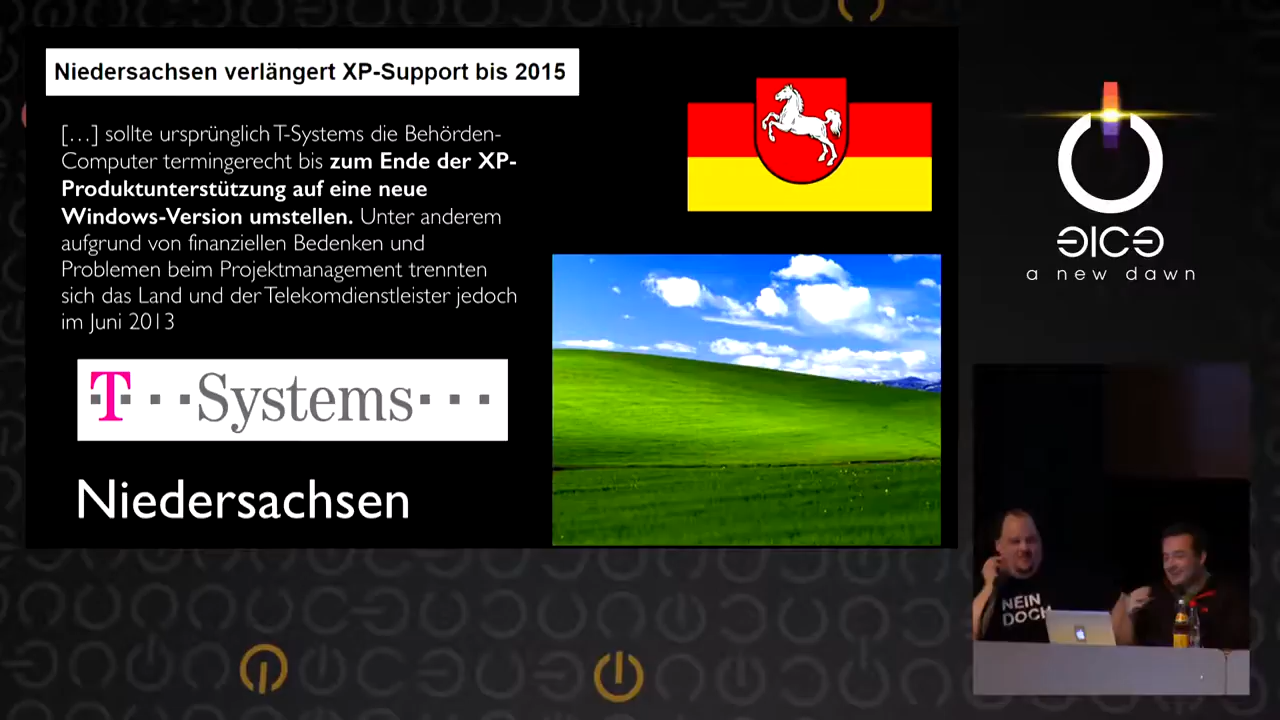 Niedersachsen verlängert XP-Support bis 2015
[…] sollte ursprünglich T-Systems die Behörden-
Computer termingerecht bis zum Ende der XP-
Produktunterstützung auf eine neue
Windows-Version umstellen. Unter anderem
aufgrund von finanziellen Bedenken und
Problemen beim Projektmanagement trennten
sich das Land und der Telekomdienstleister jedoch
im Juni 2013
T···Systems···
Niedersachsen
a new dawn
NEIN
DOCH